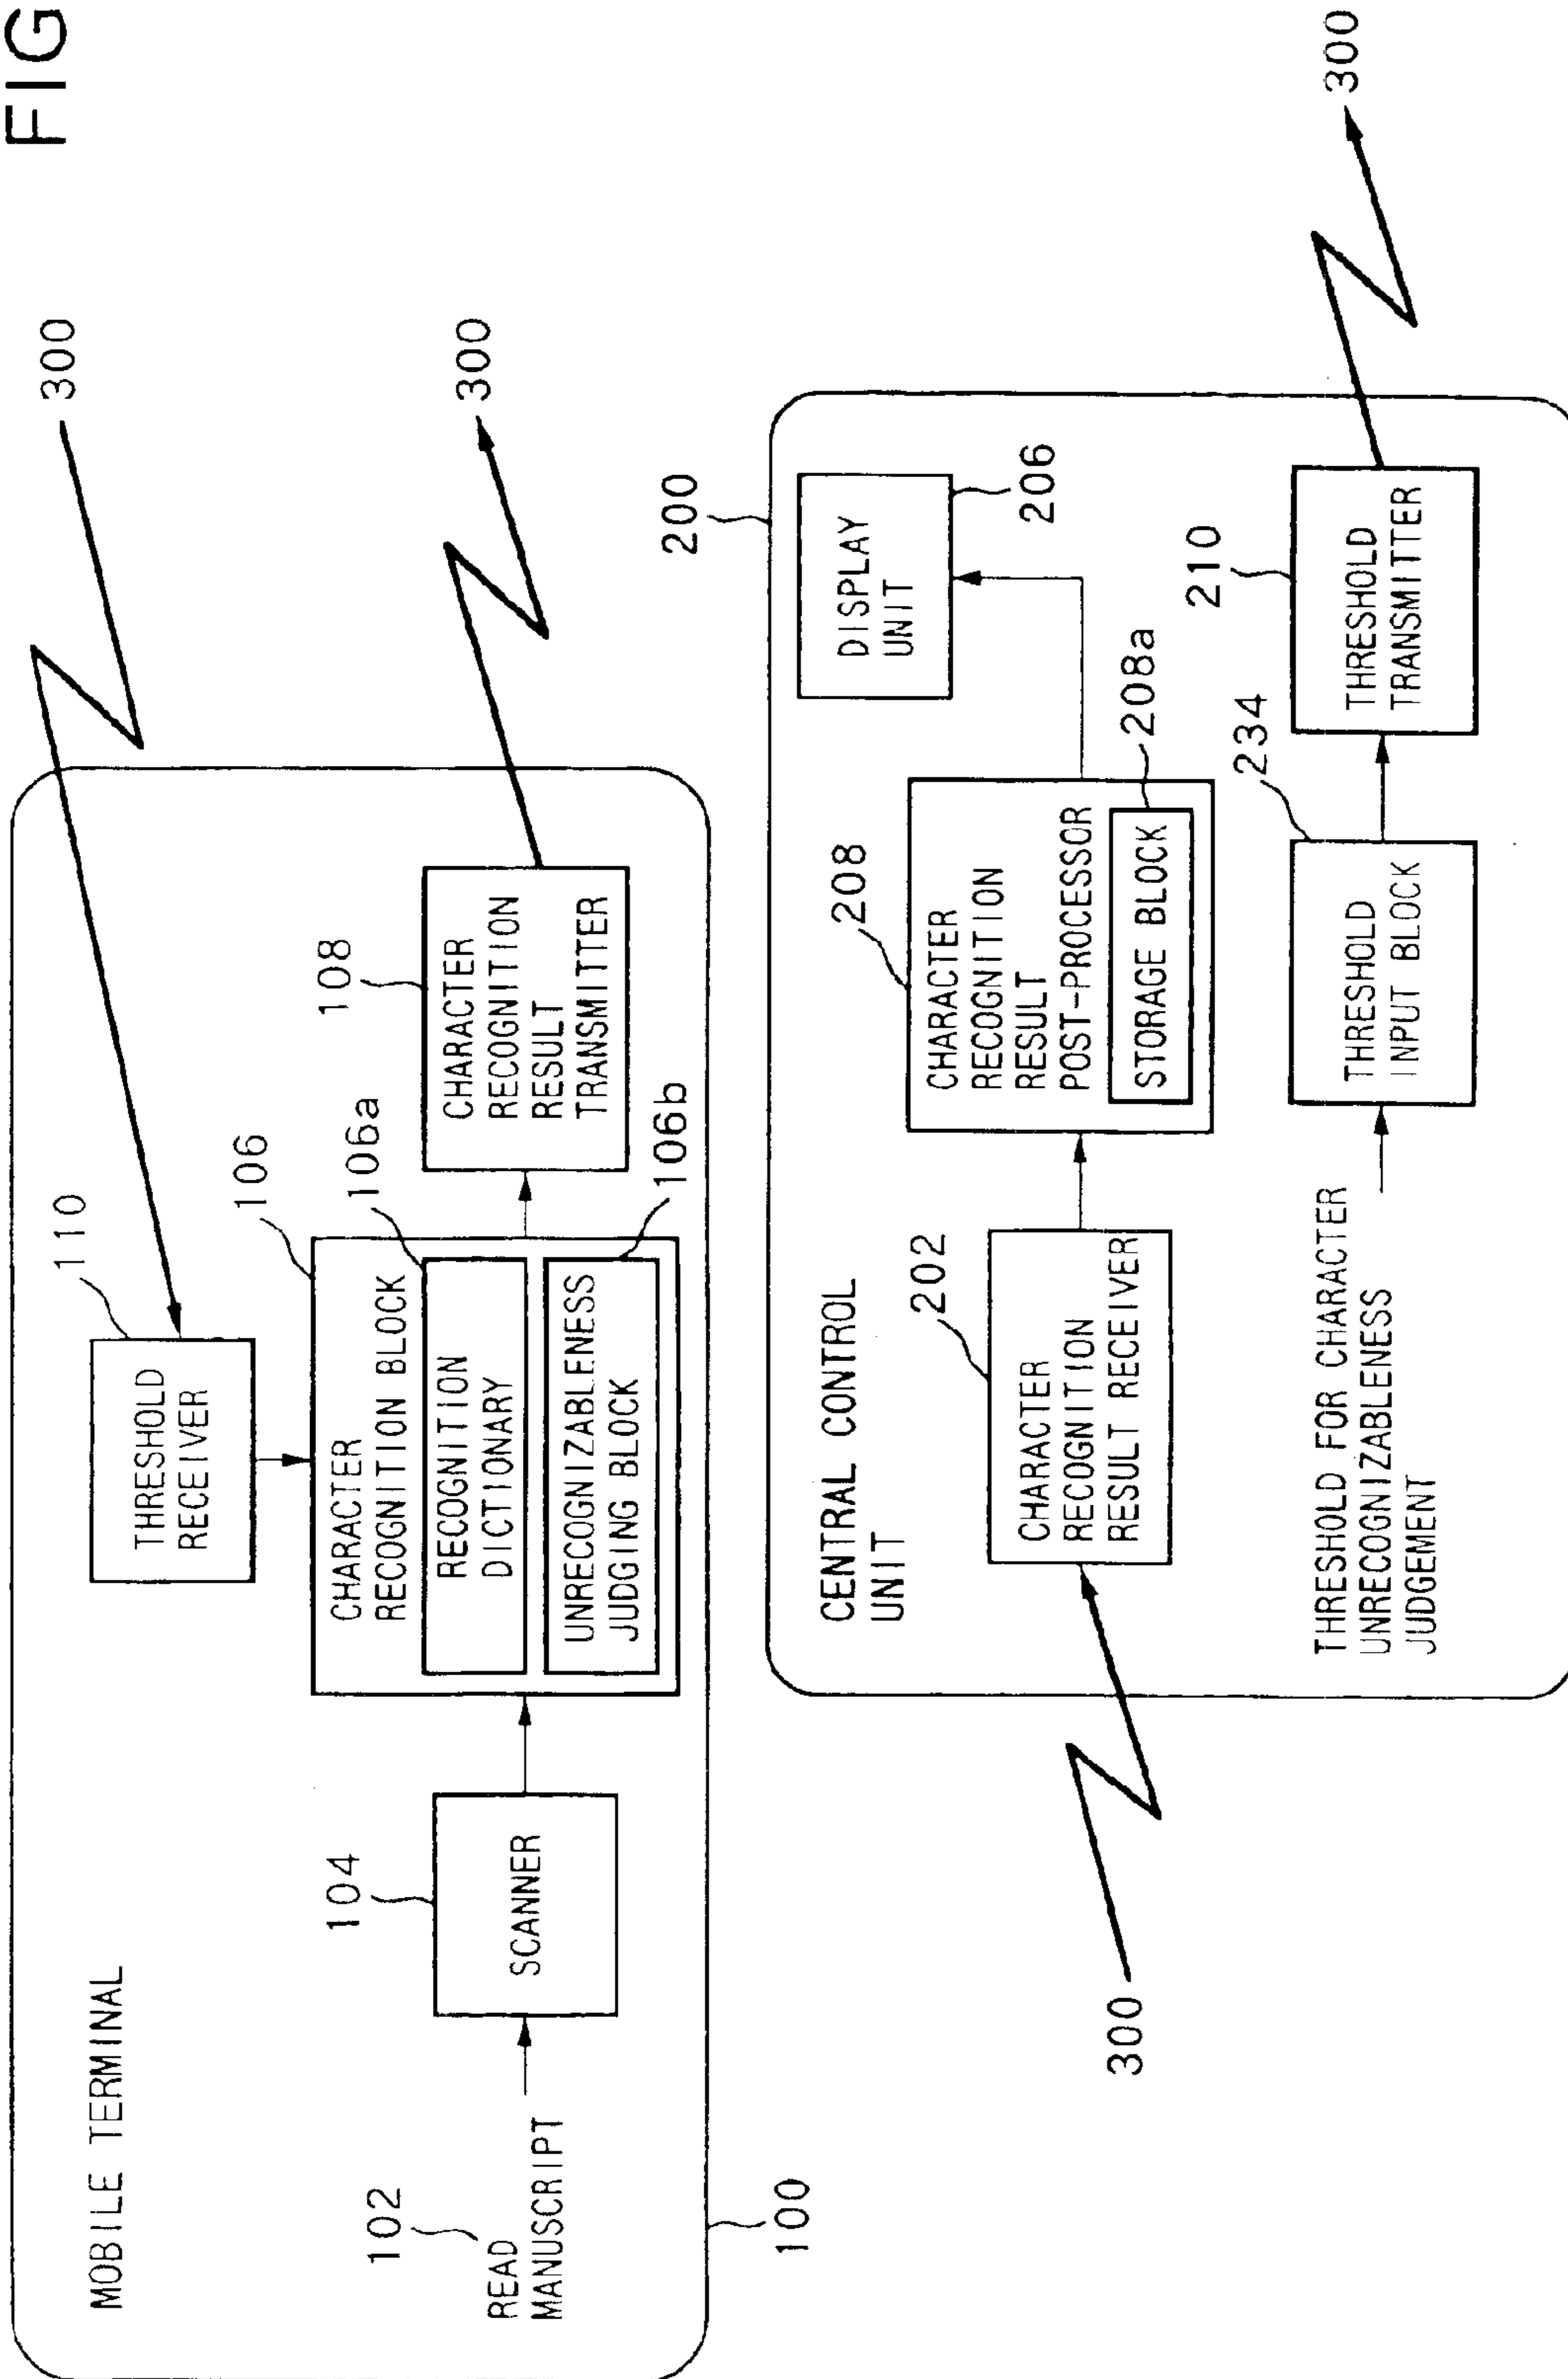 FIG
MOBILE TERMINAL
300
110
THRESHOLD
RECEIVER
106
CHARACTER
RECOGNITION BLOCK
106a
RECOGNITION
DICTIONARY
UNRECOGNIZABLENESS
JUDGING BLOCK
106b
102
READ
MANUSCRIPT
104
SCANNER
108
CHARACTER
RECOGNITION
RESULT
TRANSMITTER
300
100
200
CENTRAL CONTROL
UNIT
DISPLAY
UNIT
206
202
CHARACTER
RECOGNITION
RESULT RECEIVER
208
CHARACTER
RECOGNITION
RESULT
POST-PROCESSOR
STORAGE BLOCK
208a
300
THRESHOLD FOR CHARACTER
UNRECOGNIZABLENESS
JUDGEMENT
234
THRESHOLD
INPUT BLOCK
210
THRESHOLD
TRANSMITTER
300